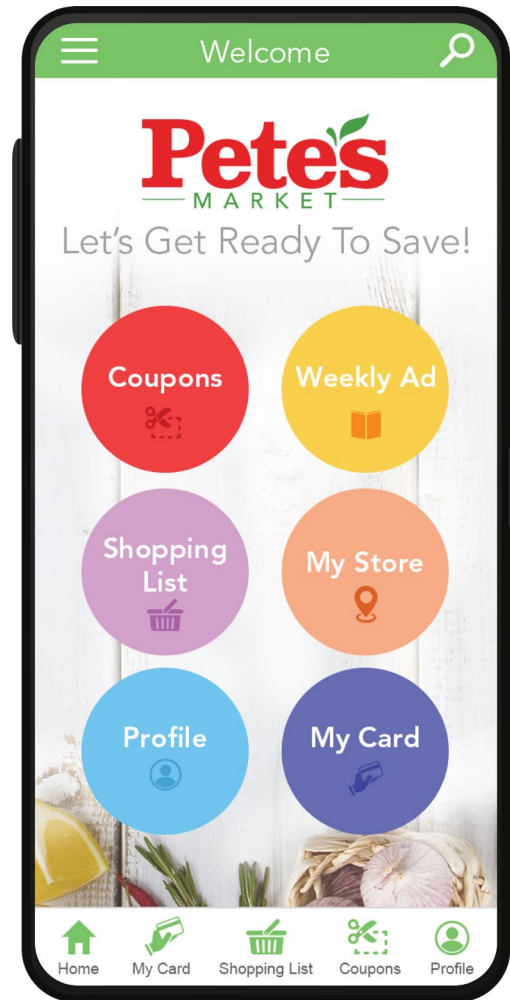 Welcome
Pete's
MARKET
Let's Get Ready To Save!
Coupons
Weekly Ad
Shopping
List
My Store
Profile
My Card
Home
My Card
Shopping List
Coupons
Profile